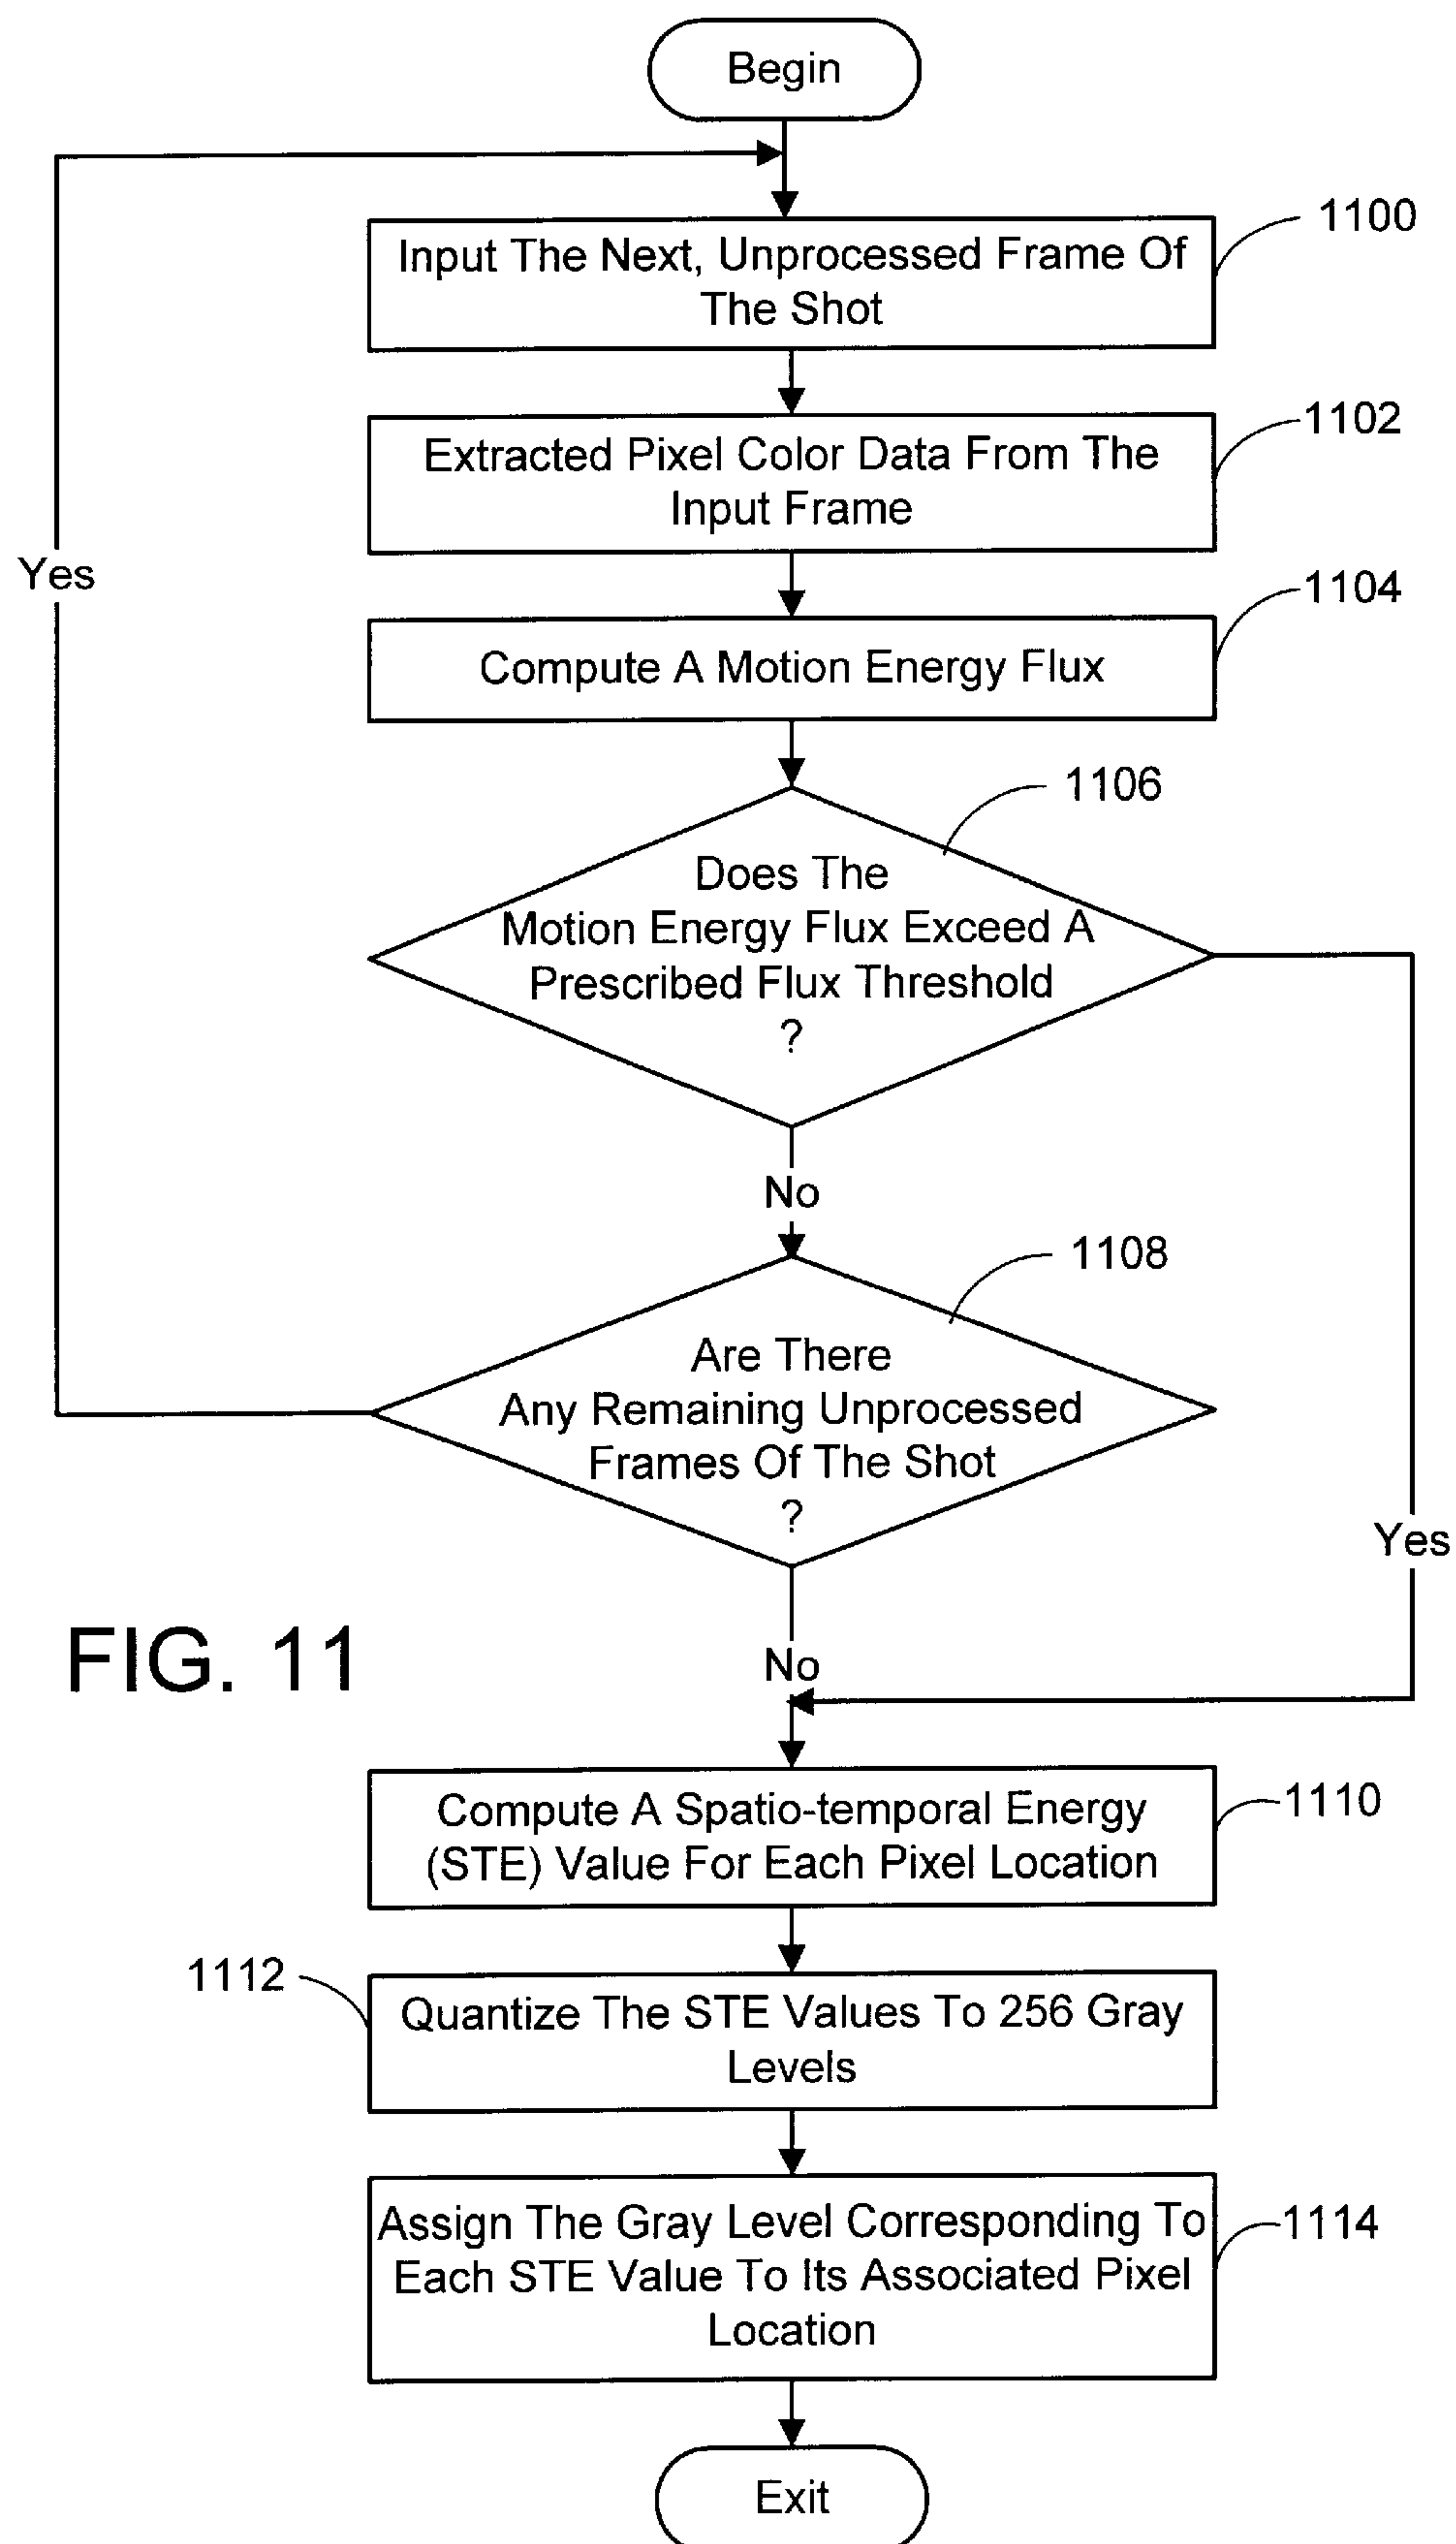 Begin
1100
Input The Next, Unprocessed Frame Of
The Shot
1102
Extracted Pixel Color Data From The
Input Frame
Yes
1104
Compute A Motion Energy Flux
1106
Does The
Motion Energy Flux Exceed A
Prescribed Flux Threshold
?
No
1108
Are There
Any Remaining Unprocessed
Frames Of The Shot
?
Yes
No
FIG. 11
1110
Compute A Spatio-temporal Energy
(STE) Value For Each Pixel Location
1112
Quantize The STE Values To 256 Gray
Levels
1114
Assign The Gray Level Corresponding To
Each STE Value To Its Associated Pixel
Location
Exit